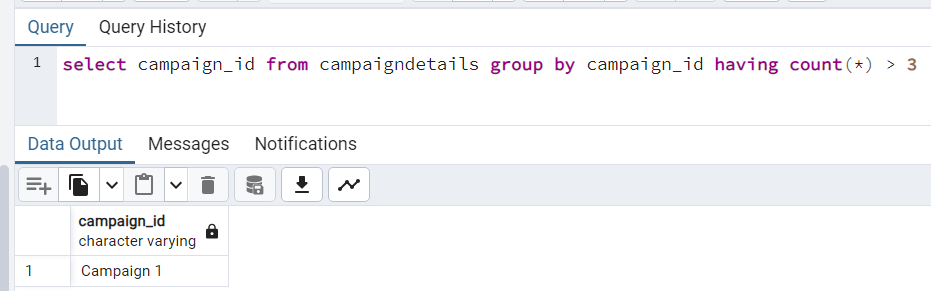 Query Query History
1 select campaign_id from campaigndetails group by campaign_id having count(*) > 3
Data Output Messages Notifications
campaign_id
character varying
1 Campaign 1